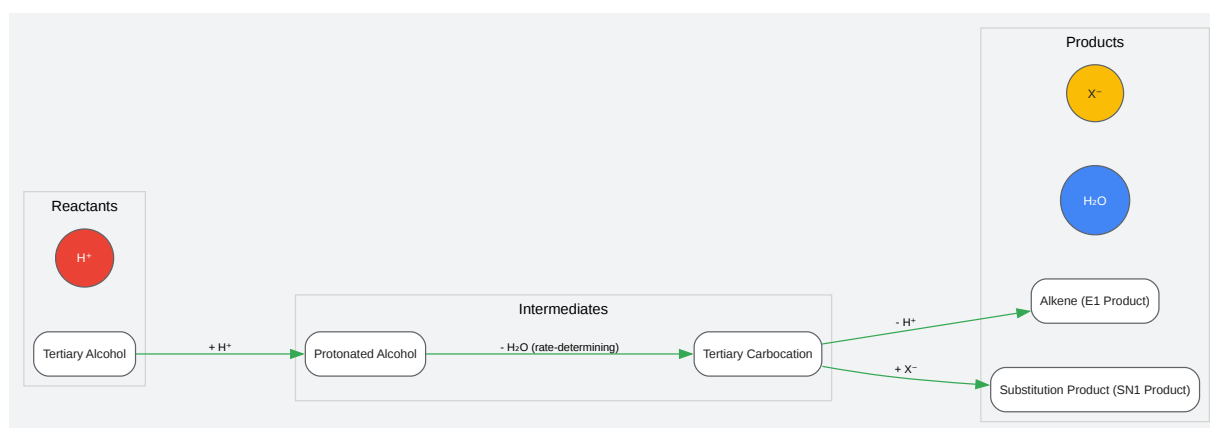 Reactants
H⁺
Tertiary Alcohol
+ H⁺
Intermediates
Protonated Alcohol
- H₂O (rate-determining)
Tertiary Carbocation
- H⁺
+ X⁻
Products
X⁻
H₂O
Alkene (E1 Product)
Substitution Product (SN1 Product)